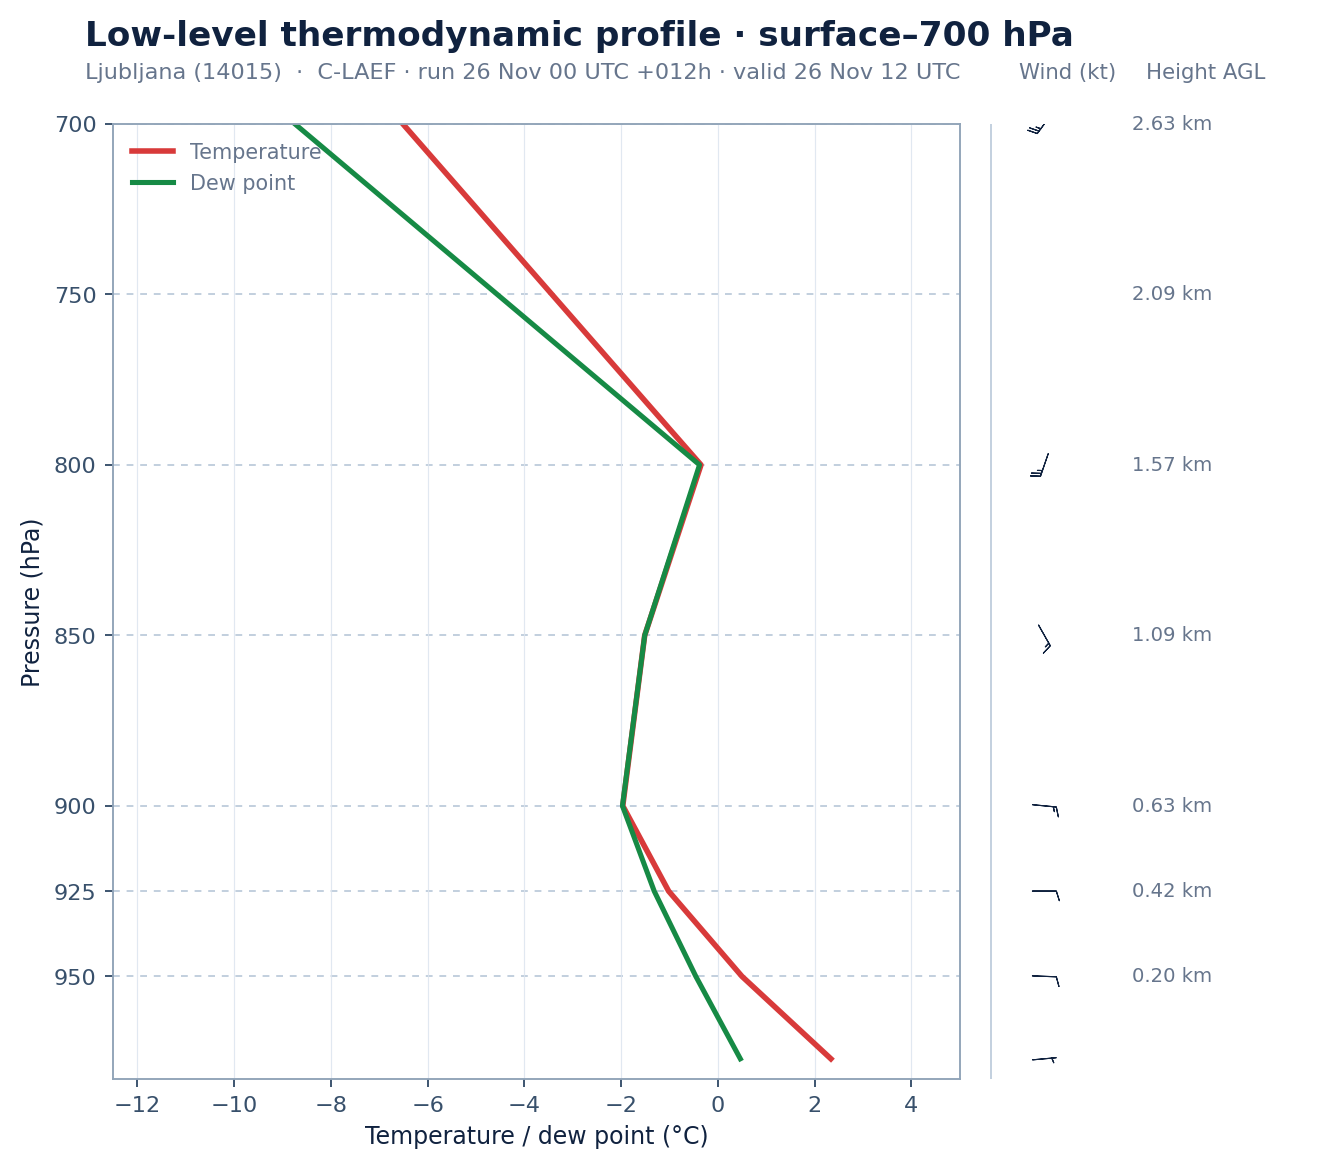 Low-level thermodynamic profile · surface–700 hPa
Ljubljana (14015)  ·  C-LAEF · run 26 Nov 00 UTC +012h · valid 26 Nov 12 UTC
Wind (kt)
Height AGL
Temperature
Dew point
700
750
800
850
900
925
950
Pressure (hPa)
−12
−10
−8
−6
−4
−2
0
2
4
Temperature / dew point (°C)
2.63 km
2.09 km
1.57 km
1.09 km
0.63 km
0.42 km
0.20 km